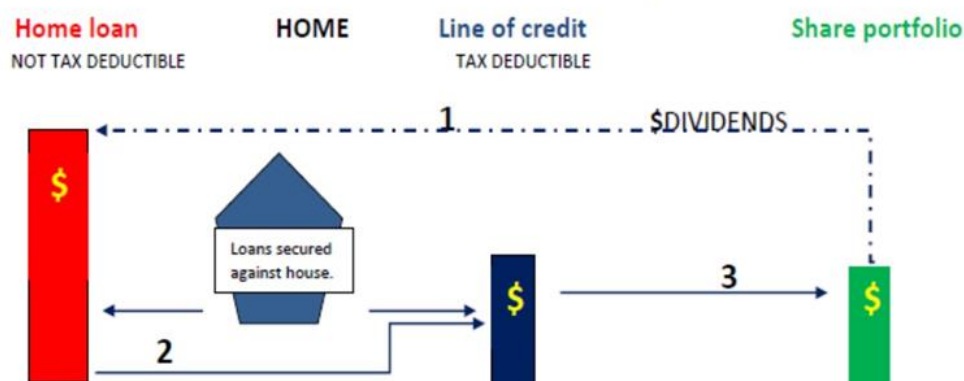 Home loan HOME Line of credit Share portfolio
NOT TAX DEDUCTIBLE TAX DEDUCTIBLE
1 $DIVIDENDS
$
Loans secured
against house.
3
$ $
2